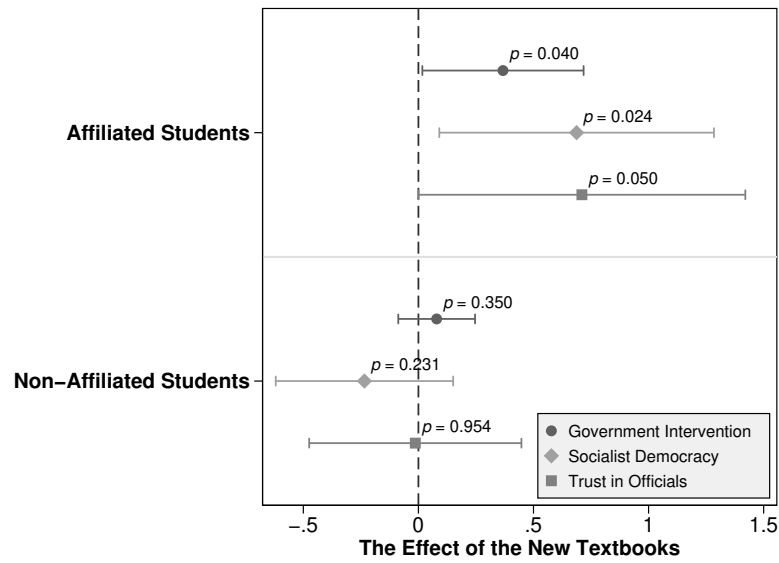 p = 0.040
Affiliated Students
p = 0.024
p = 0.050
p = 0.350
Non−Affiliated Students
p = 0.231
p = 0.954
Government Intervention
Socialist Democracy
Trust in Officials
−.5 0 .5 1 1.5
The Effect of the New Textbooks